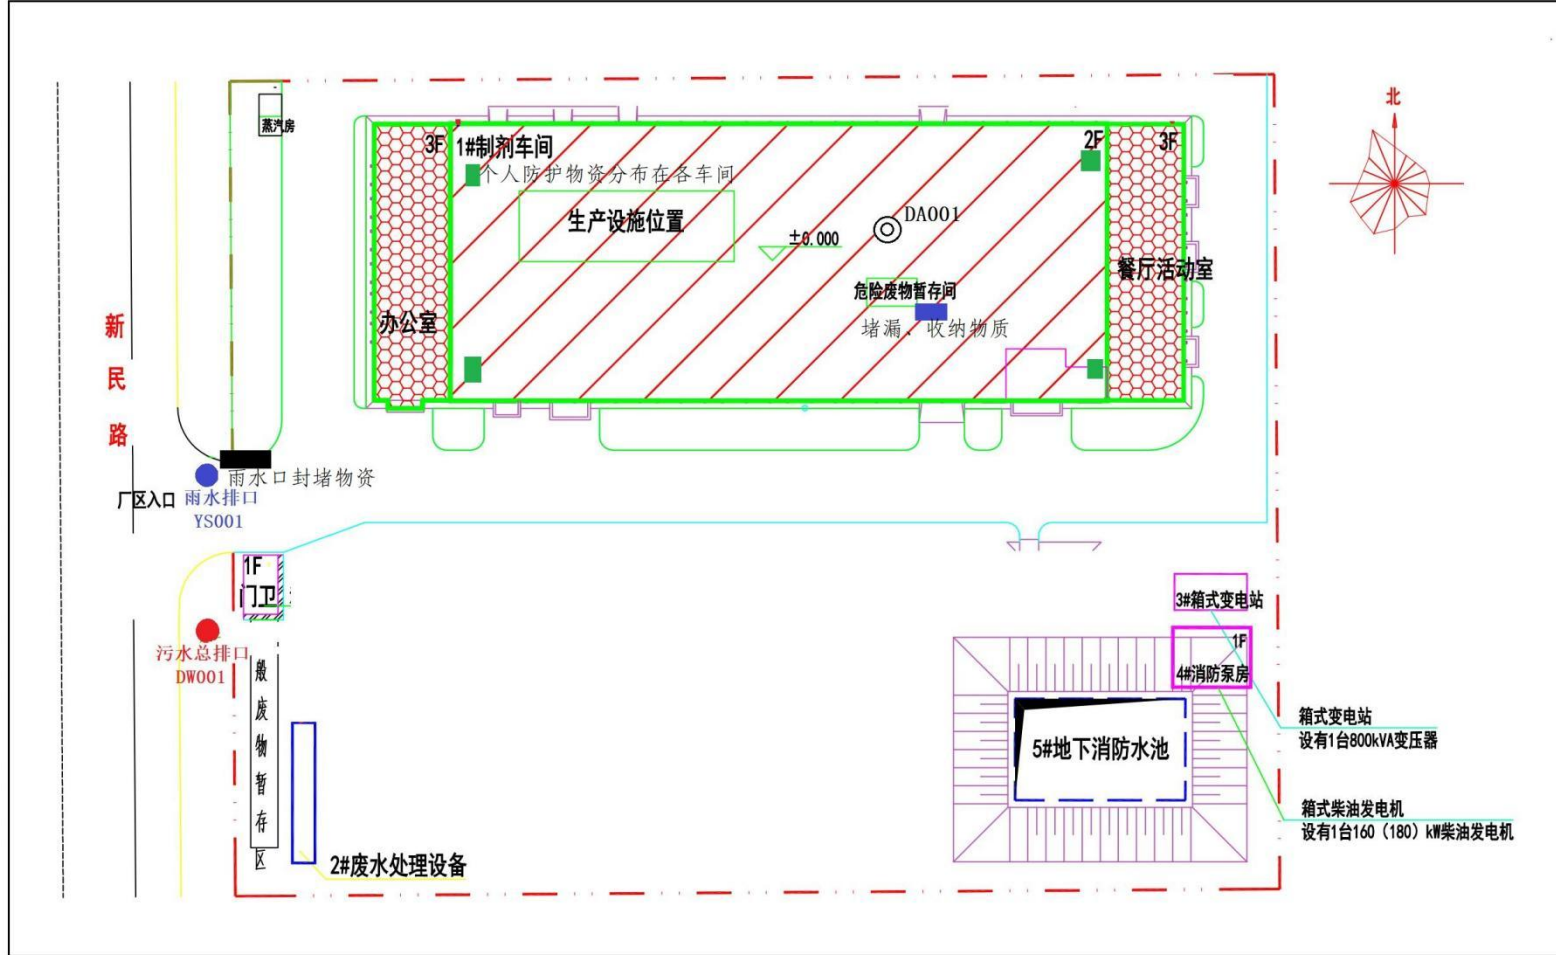 北
蒸汽房
3F
1#制剂车间
2F
3F
个人防护物资分布在各车间
生产设施位置
DA001
±0.000
餐厅活动室
危险废物暂存间
办公室
堵漏、收纳物质
新民路
雨水口封堵物资
厂区入口
雨水排口
YS001
1F
门卫
3#箱式变电站
1F
4#消防泵房
污水总排口
DW001
般废物暂存区
箱式变电站
设有1台800kVA变压器
5#地下消防水池
箱式柴油发电机
设有1台160（180）kW柴油发电机
2#废水处理设备